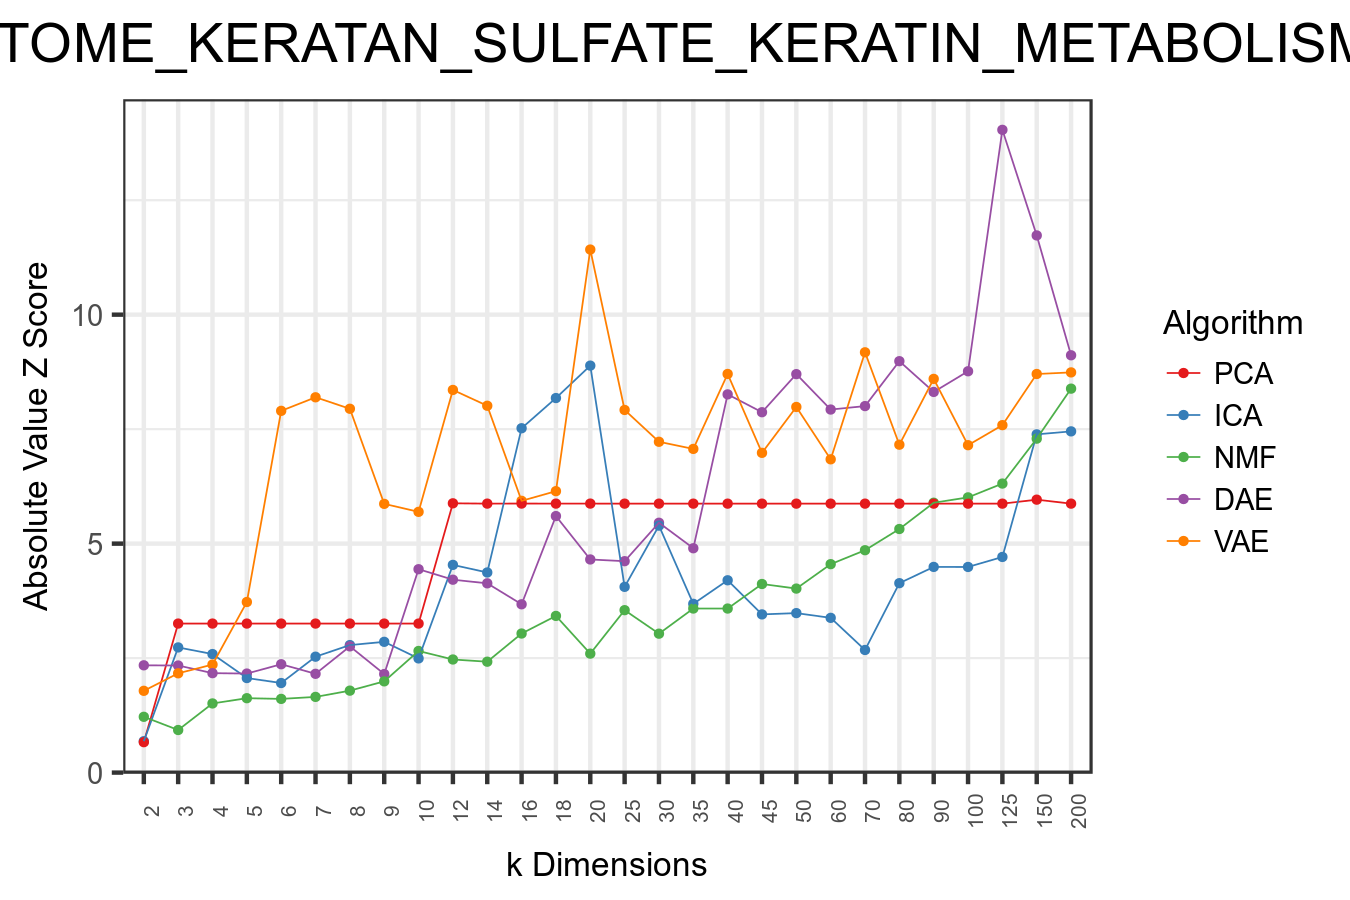 TOME_KERATAN_SULFATE_KERATIN_METABOLISM
Absolute Value Z Score
10
5
0
2 3 4 5 6 7 8 9 10 12 14 16 18 20 25 30 35 40 45 50 60 70 80 90 100 125 150 200
k Dimensions
Algorithm
PCA
ICA
NMF
DAE
VAE